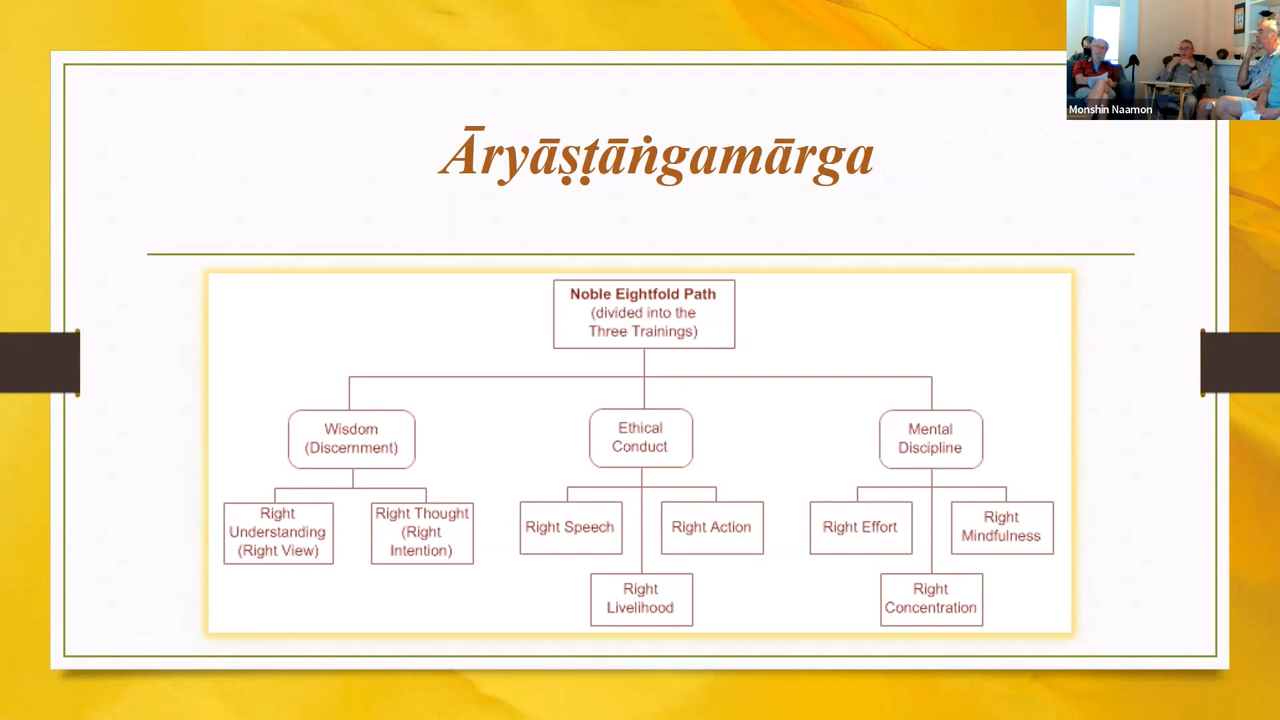 Monshin Naamon
Āryāṣṭāṅgamārga
Noble Eightfold Path
(divided into the
Three Trainings)
Wisdom
(Discernment)
Ethical
Conduct
Mental
Discipline
Right
Understanding
(Right View)
Right Thought
(Right
Intention)
Right Speech
Right Action
Right
Livelihood
Right Effort
Right
Mindfulness
Right
Concentration